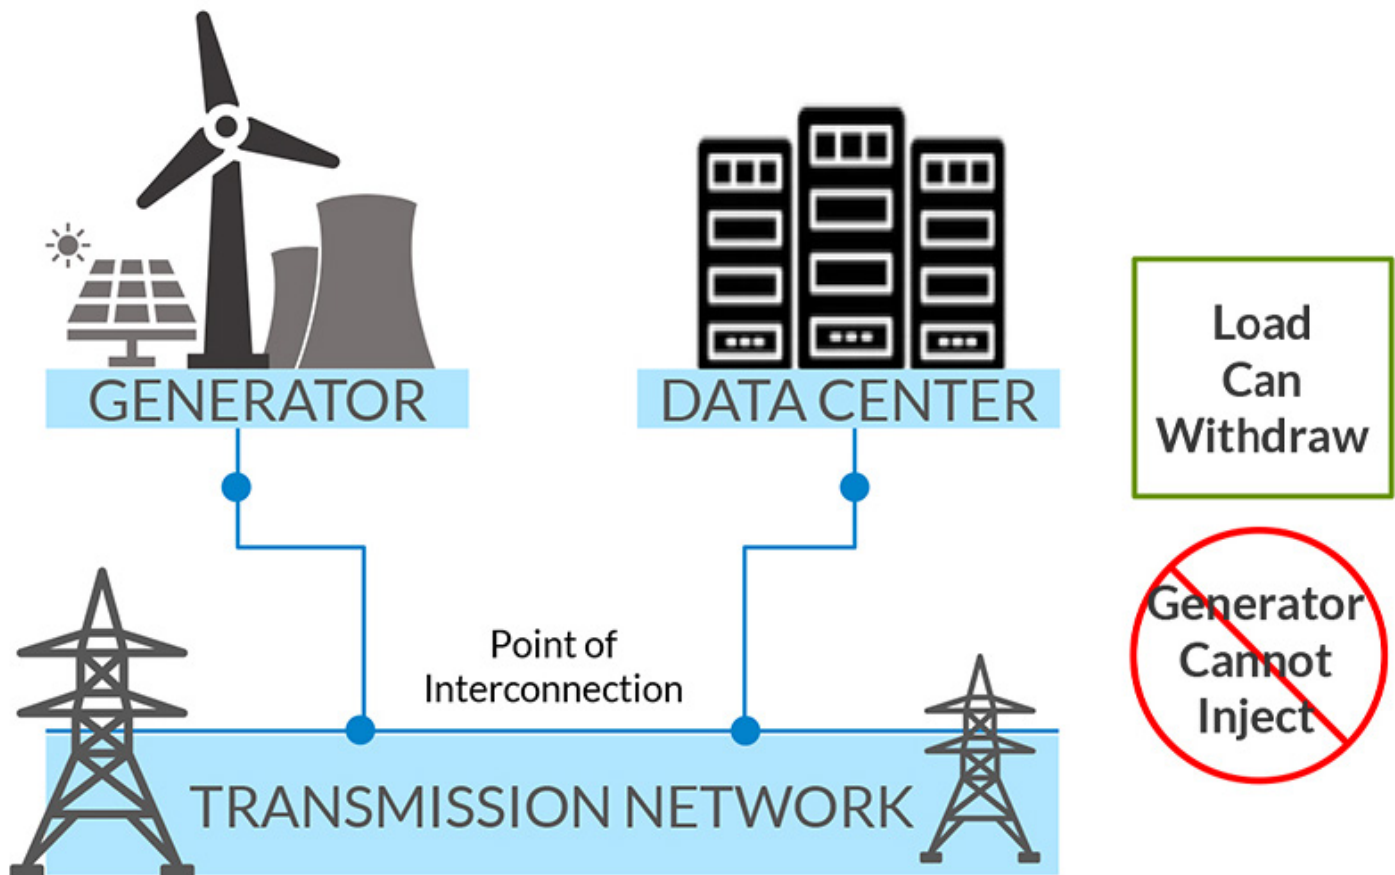 GENERATOR
DATA CENTER
Load
Can
Withdraw
Point of
Interconnection
Generator
Cannot
Inject
TRANSMISSION NETWORK